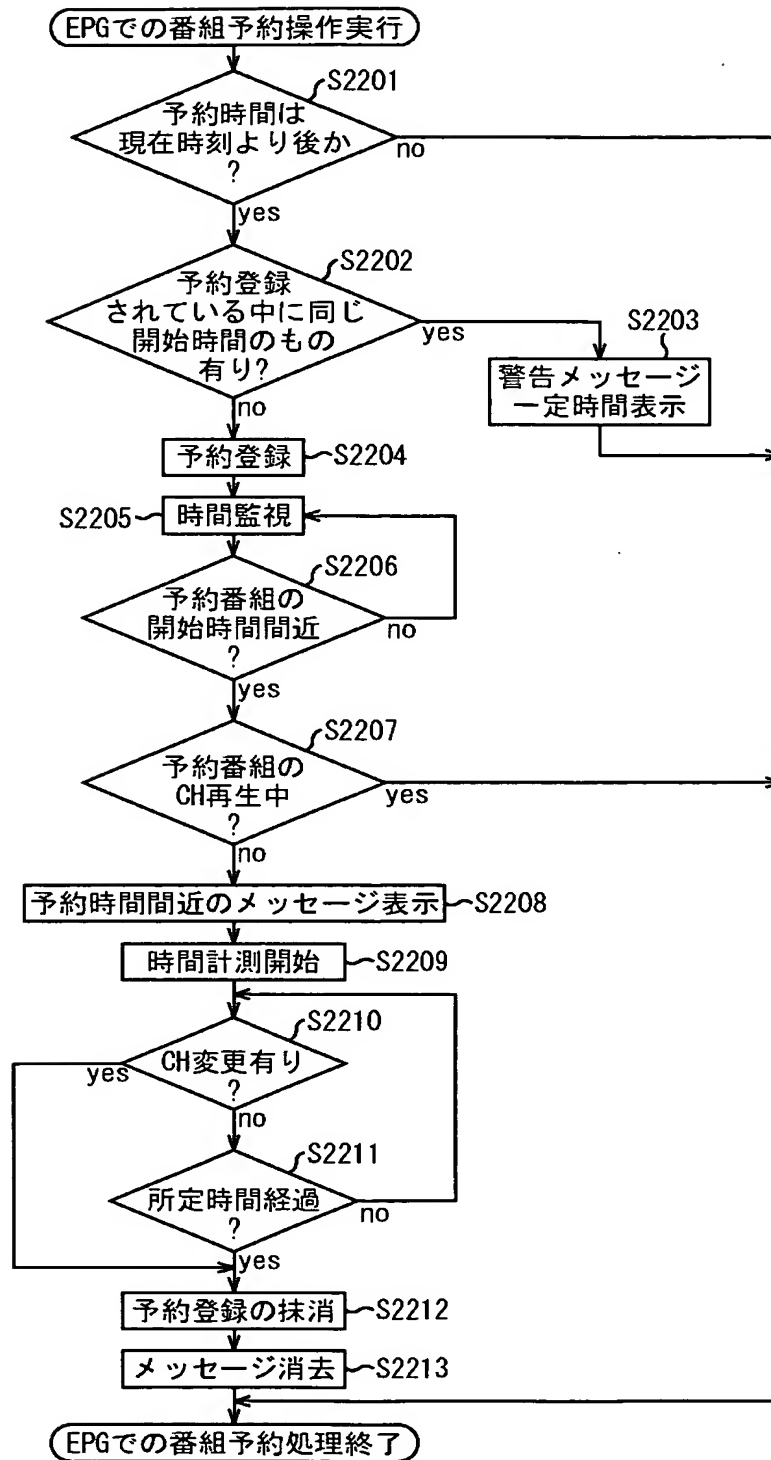 EPGでの番組予約操作実行
S2201
予約時間は
現在時刻より後か
?
no
yes
S2202
予約登録
されている中に同じ
開始時間のもの
有り?
yes
no
S2203
警告メッセージ
一定時間表示
予約登録
S2204
S2205
時間監視
S2206
予約番組の
開始時間間近
?
no
yes
S2207
予約番組の
CH再生中
?
yes
no
予約時間間近のメッセージ表示
S2208
時間計測開始
S2209
S2210
CH変更有り
?
yes
no
S2211
所定時間経過
?
no
yes
予約登録の抹消
S2212
メッセージ消去
S2213
EPGでの番組予約処理終了